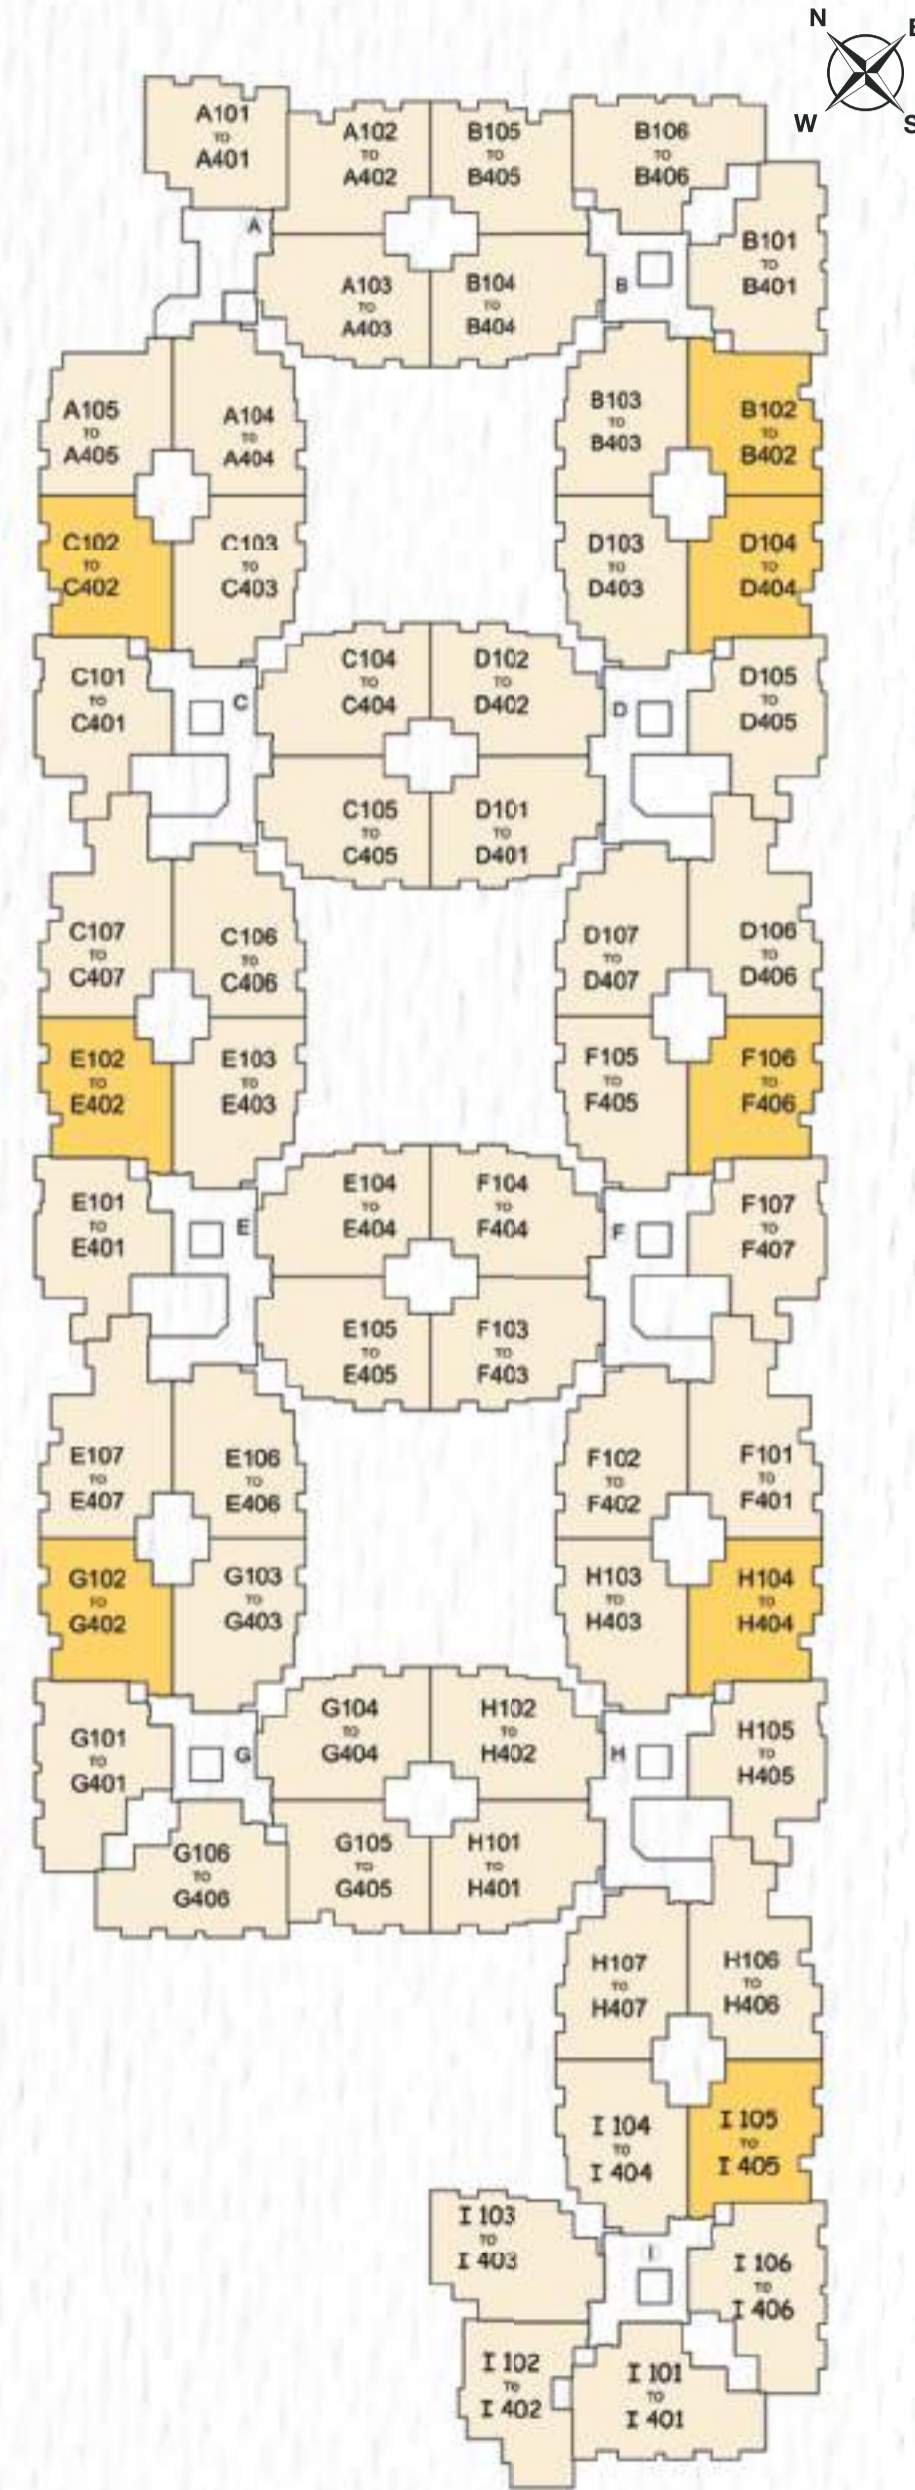 N
E
W
S
A101
TO
A401
A102
TO
A402
B105
TO
B405
B106
TO
B406
A
B101
TO
B401
A103
TO
A403
B104
TO
B404
B
A105
TO
A405
A104
TO
A404
B103
TO
B403
B102
TO
B402
C102
TO
C402
C103
TO
C403
D103
TO
D403
D104
TO
D404
C101
TO
C401
C
C104
TO
C404
D102
TO
D402
D
D105
TO
D405
C105
TO
C405
D101
TO
D401
C107
TO
C407
C106
TO
C406
D107
TO
D407
D106
TO
D406
E102
TO
E402
E103
TO
E403
F105
TO
F405
F106
TO
F406
E101
TO
E401
E
E104
TO
E404
F104
TO
F404
F
F107
TO
F407
E105
TO
E405
F103
TO
F403
E107
TO
E407
E106
TO
E406
F102
TO
F402
F101
TO
F401
G102
TO
G402
G103
TO
G403
H103
TO
H403
H104
TO
H404
G101
TO
G401
G
G104
TO
G404
H102
To
H402
H
H105
TO
H405
G106
TO
G406
G105
TO
G405
H101
TO
H401
H107
TO
H407
H106
TO
H406
I 104
TO
I 404
I 105
TO
I 405
I 103
TO
I 403
I
I 106
TO
I 406
I 102
To
I 402
I 101
TO
I 401